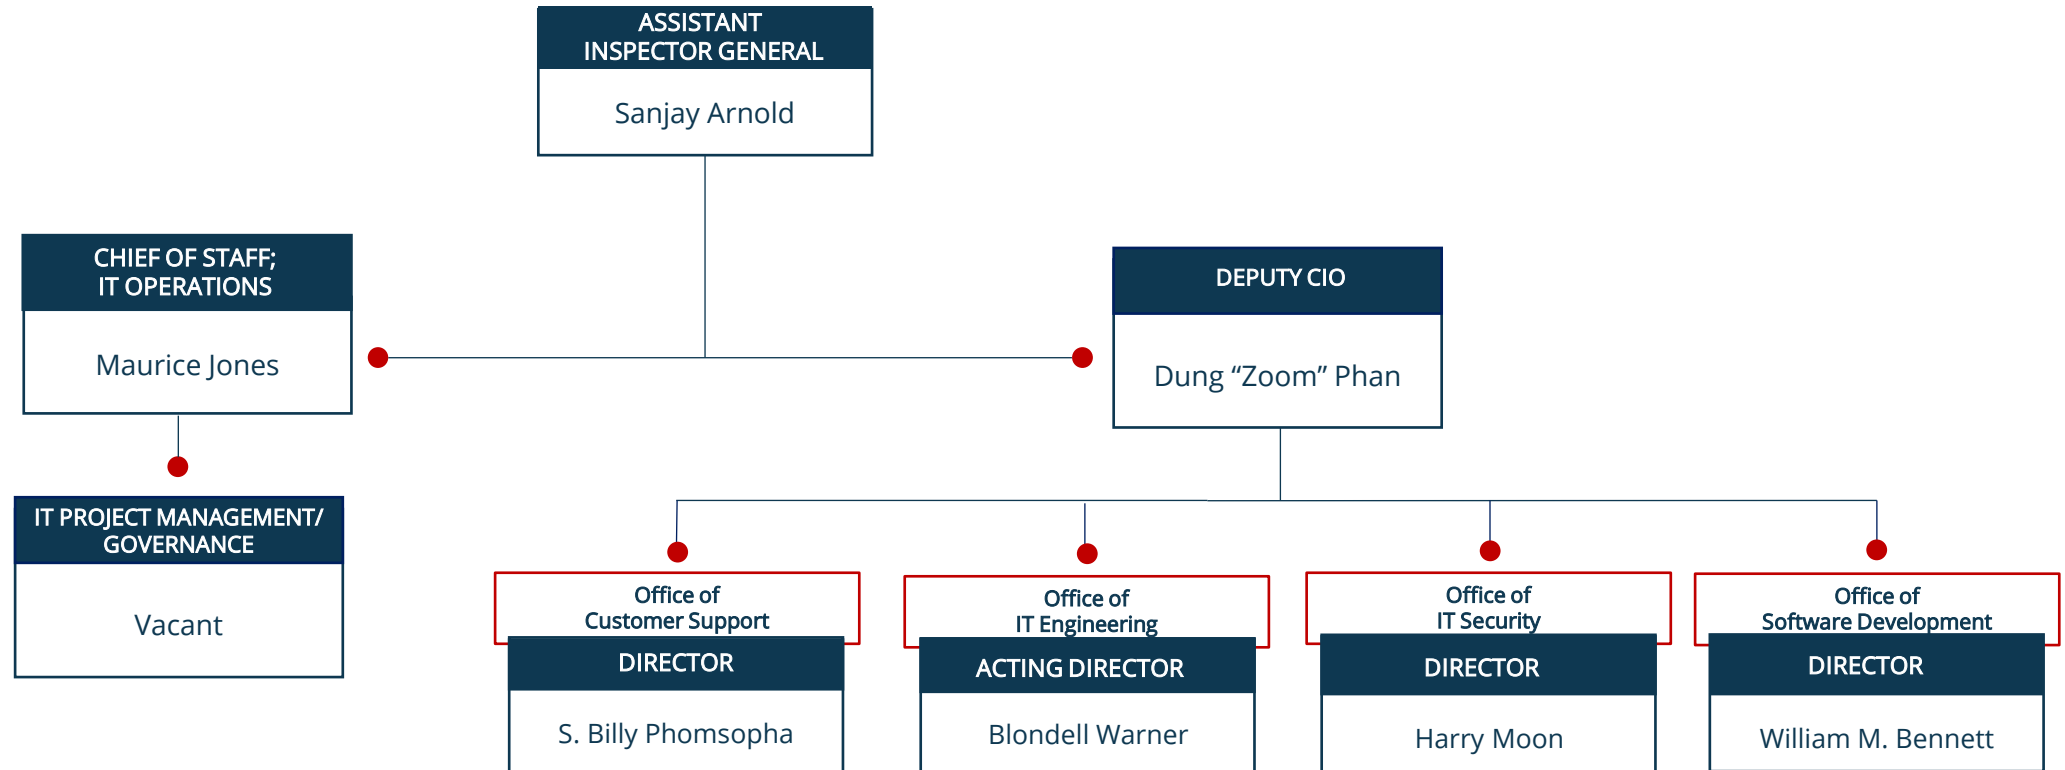 ASSISTANT
INSPECTOR GENERAL
Sanjay Arnold
CHIEF OF STAFF;
IT OPERATIONS
Maurice Jones
DEPUTY CIO
Dung “Zoom” Phan
IT PROJECT MANAGEMENT/
GOVERNANCE
Vacant
Office of
Customer Support
DIRECTOR
S. Billy Phomsopha
Office of
IT Engineering
ACTING DIRECTOR
Blondell Warner
Office of
IT Security
DIRECTOR
Harry Moon
Office of
Software Development
DIRECTOR
William M. Bennett